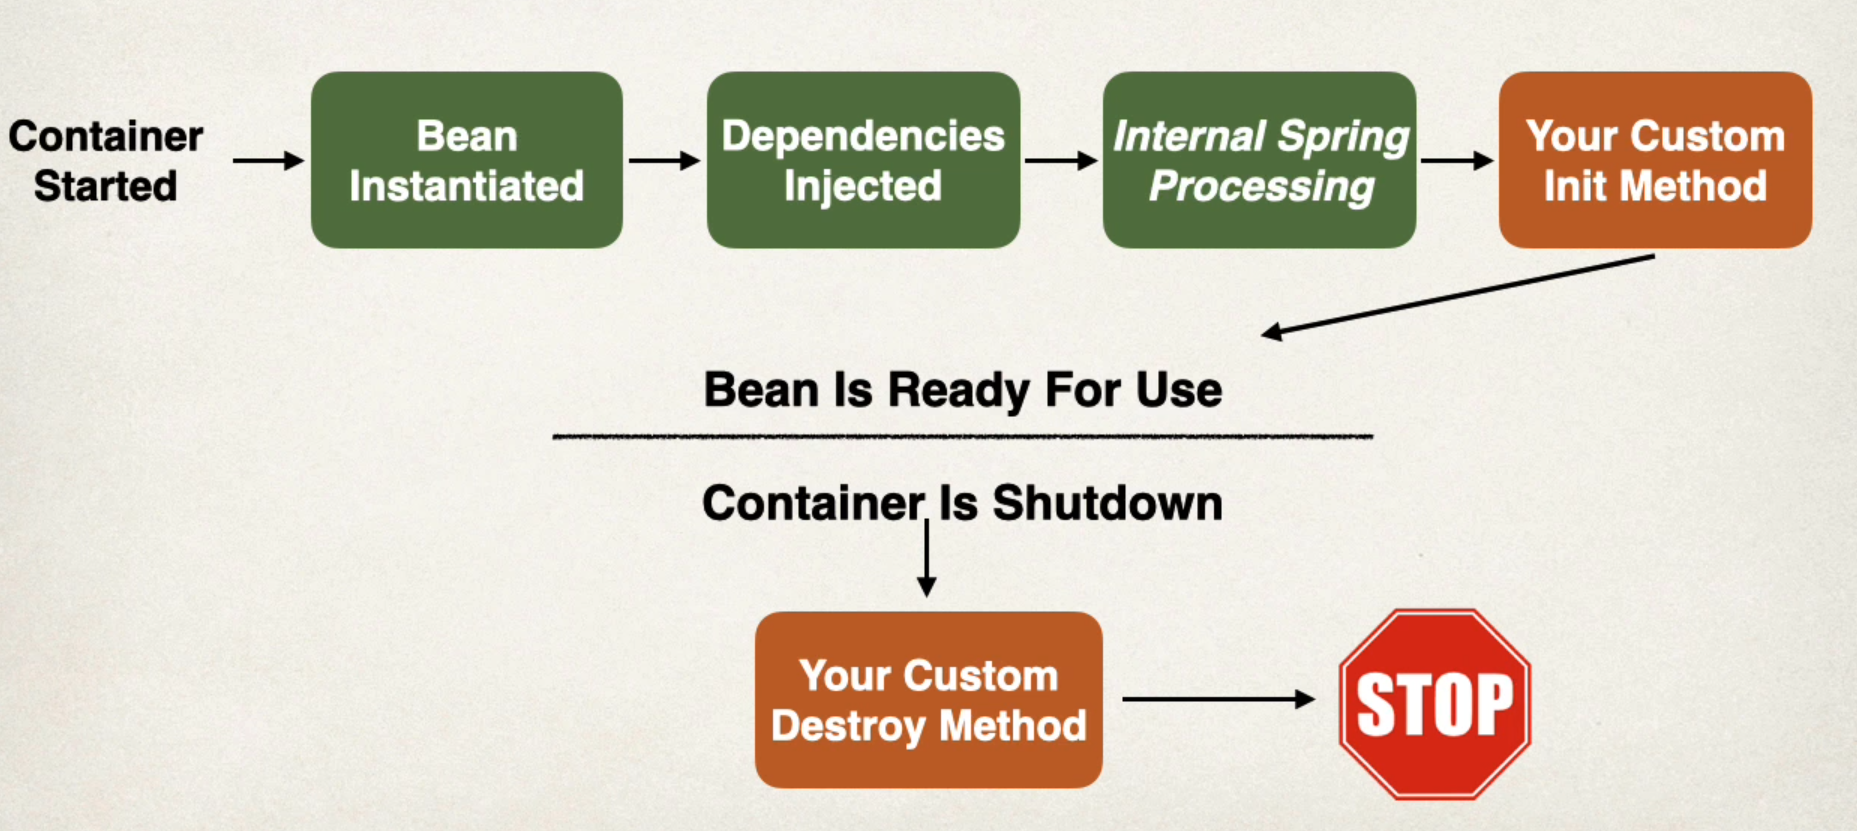 Container
Started
Bean
Instantiated
Dependencies
Injected
Internal Spring
Processing
Your Custom
Init Method
Bean Is Ready For Use
Container Is Shutdown
Your Custom
Destroy Method
STOP